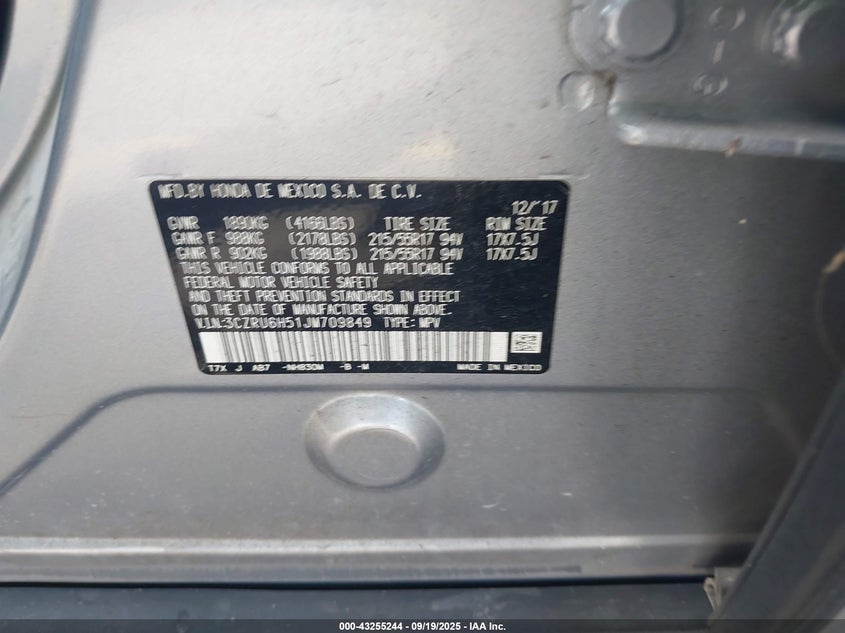 MFD.BY HONDA DE MEXICO S.A. DE C.V.
12/'17
GVWR 1890KG (4166LBS) TIRE SIZE RIM SIZE
GAWR F 988KG (2178LBS) 215/55R17 94V 17X7.5J
GAWR R 902KG (1988LBS) 215/55R17 94V 17X7.5J
THIS VEHICLE CONFORMS TO ALL APPLICABLE
FEDERAL MOTOR VEHICLE SAFETY
AND THEFT PREVENTION STANDARDS IN EFFECT
ON THE DATE OF MANUFACTURE SHOWN ABOVE.
V.I.N:3CZRU6H51JM709849 TYPE: MPV
T7X J AB7 -NH830M -B -M MADE IN MEXICO
000-43255244 - 09/19/2025 - IAA Inc.